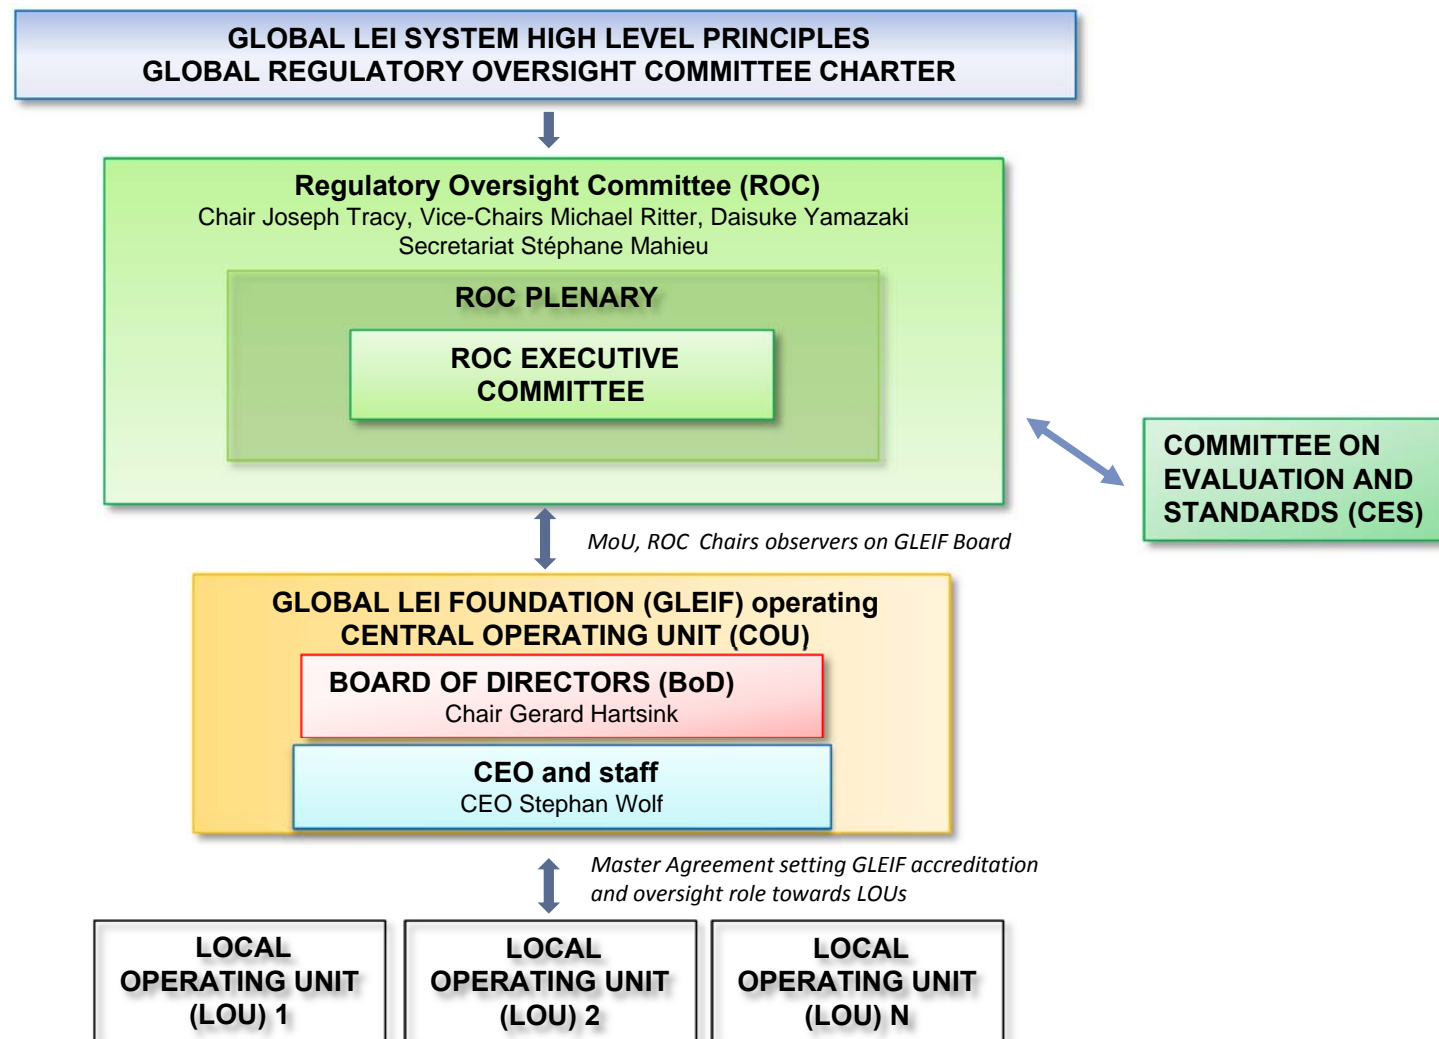 GLOBAL LEI SYSTEM HIGH LEVEL PRINCIPLES
GLOBAL REGULATORY OVERSIGHT COMMITTEE CHARTER
Regulatory Oversight Committee (ROC)
Chair Joseph Tracy, Vice-Chairs Michael Ritter, Daisuke Yamazaki
Secretariat Stéphane Mahieu
ROC PLENARY
ROC EXECUTIVE
COMMITTEE
COMMITTEE ON
EVALUATION AND
STANDARDS (CES)
MoU, ROC Chairs observers on GLEIF Board
GLOBAL LEI FOUNDATION (GLEIF) operating
CENTRAL OPERATING UNIT (COU)
BOARD OF DIRECTORS (BoD)
Chair Gerard Hartsink
CEO and staff
CEO Stephan Wolf
Master Agreement setting GLEIF accreditation
and oversight role towards LOUs
LOCAL
OPERATING UNIT
(LOU) 1
LOCAL
OPERATING UNIT
(LOU) 2
LOCAL
OPERATING UNIT
(LOU) N